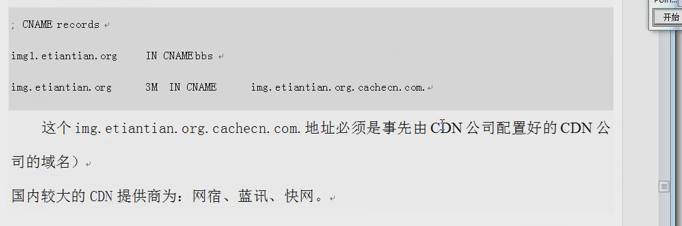 ; CNAME records
img1.etiantian.org IN CNAMEbbs
img.etiantian.org 3M IN CNAME img.etiantian.org.cachecn.com.
这个 img.etiantian.org.cachecn.com.地址必须是事先由 CDN 公司配置好的 CDN 公
司的域名）
国内较大的 CDN 提供商为：网宿、蓝讯、快网。
开始